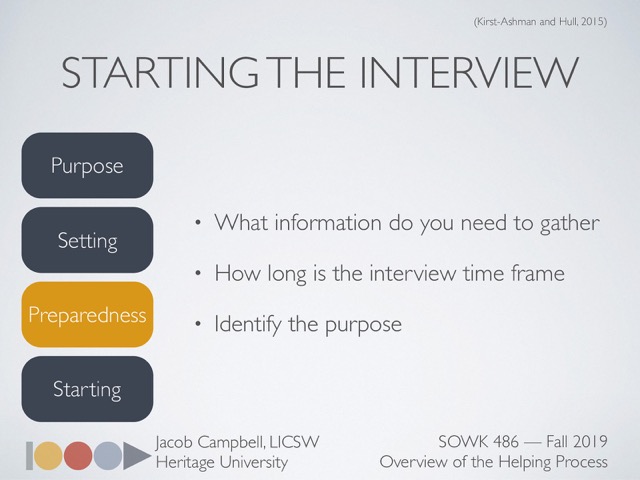 (Kirst-Ashman and Hull, 2015)
STARTING THE INTERVIEW
Purpose
Setting
Preparedness
Starting
• What information do you need to gather
• How long is the interview time frame
• Identify the purpose
Jacob Campbell, LICSW
Heritage University
SOWK 486 — Fall 2019
Overview of the Helping Process